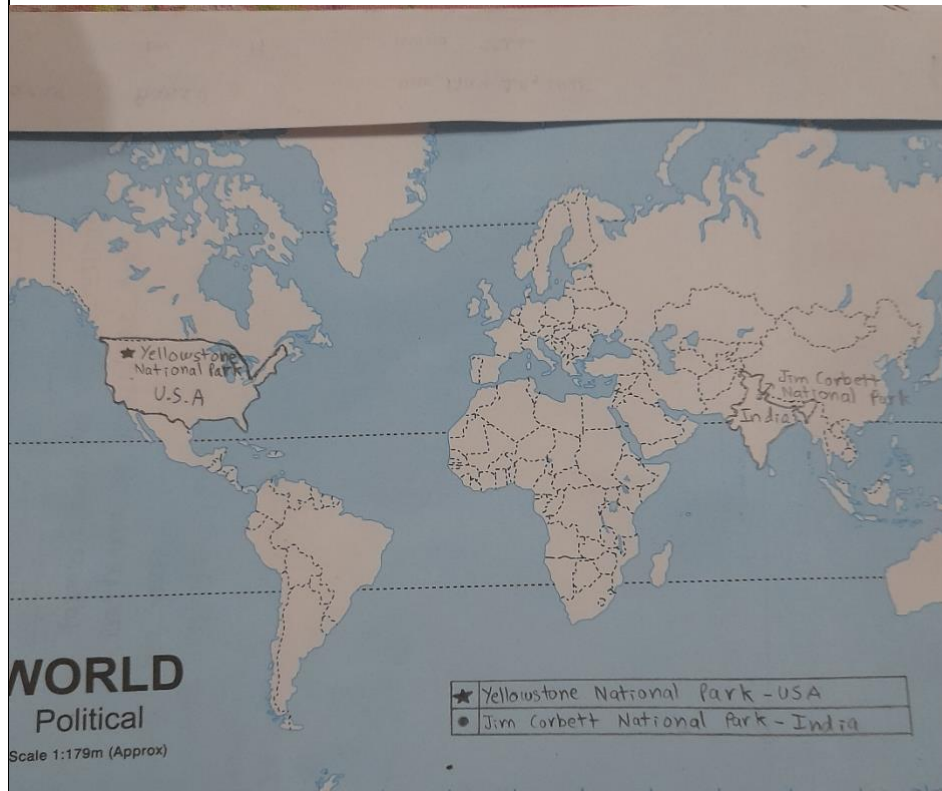 ★ Yellowstone
National Park
U.S.A
Jim Corbett
National Park
India
WORLD
Political
Scale 1:179m (Approx)
★ Yellowstone National Park - USA
● Jim Corbett National Park - India